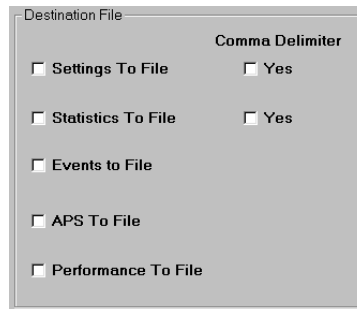 Destination File
Comma Delimiter
Settings To File Yes
Statistics To File Yes
Events to File
APS To File
Performance To File